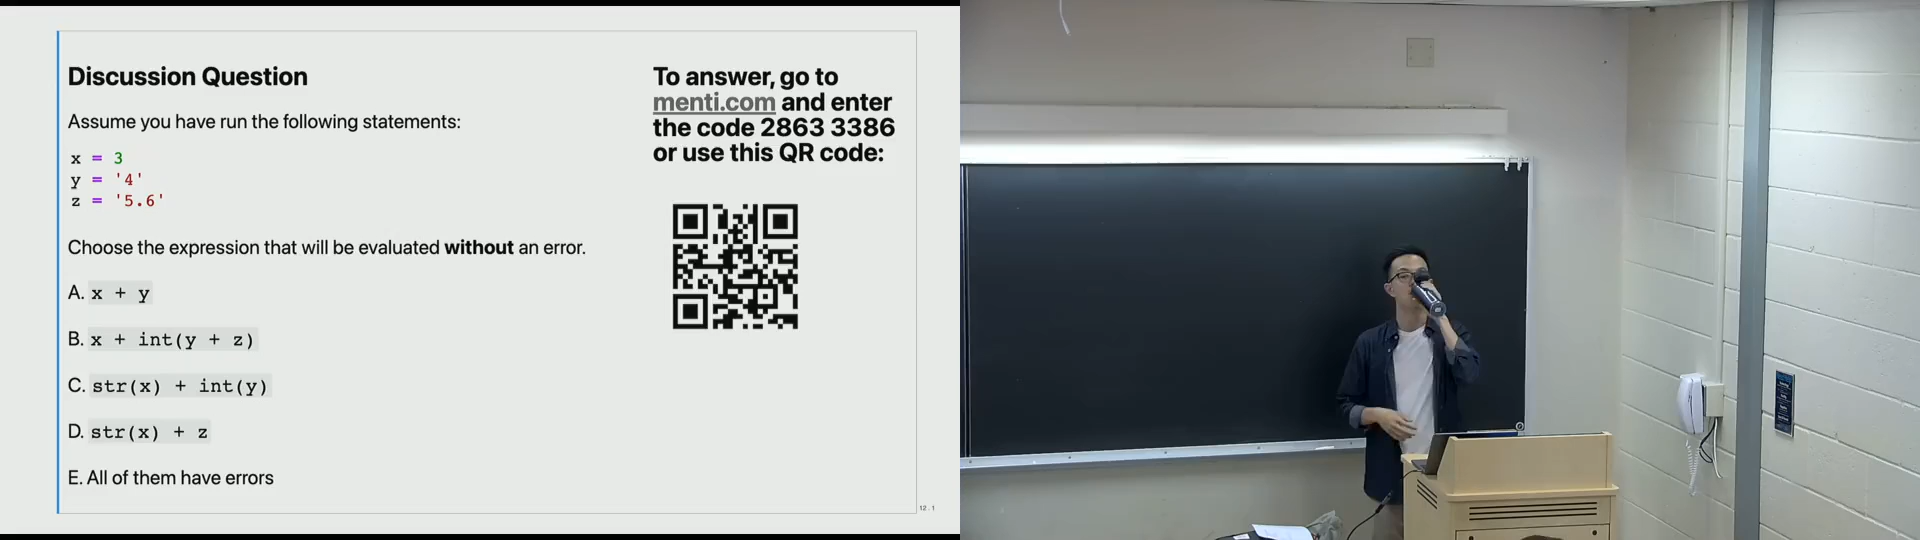 Discussion Question
Assume you have run the following statements:
x = 3
y = '4'
z = '5.6'
Choose the expression that will be evaluated without an error.
A. x + y
B. x + int(y + z)
C. str(x) + int(y)
D. str(x) + z
E. All of them have errors
To answer, go to
menti.com and enter
the code 2863 3386
or use this QR code:
12.1